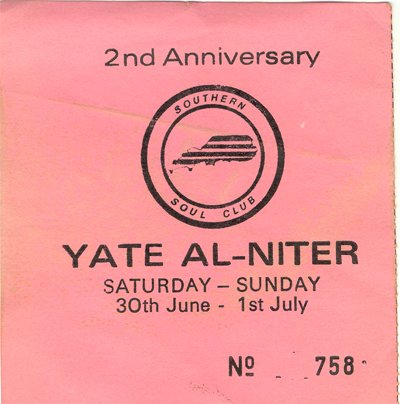 2nd Anniversary
SOUTHERN
SOUL CLUB
YATE AL-NITER
SATURDAY – SUNDAY
30th June - 1st July
Nº 758